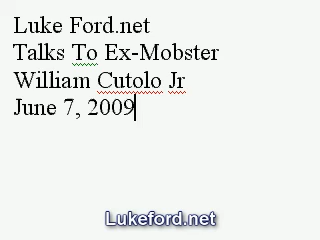 Luke Ford.net
Talks To Ex-Mobster
William Cutolo Jr
June 7, 2009
Lukeford.net